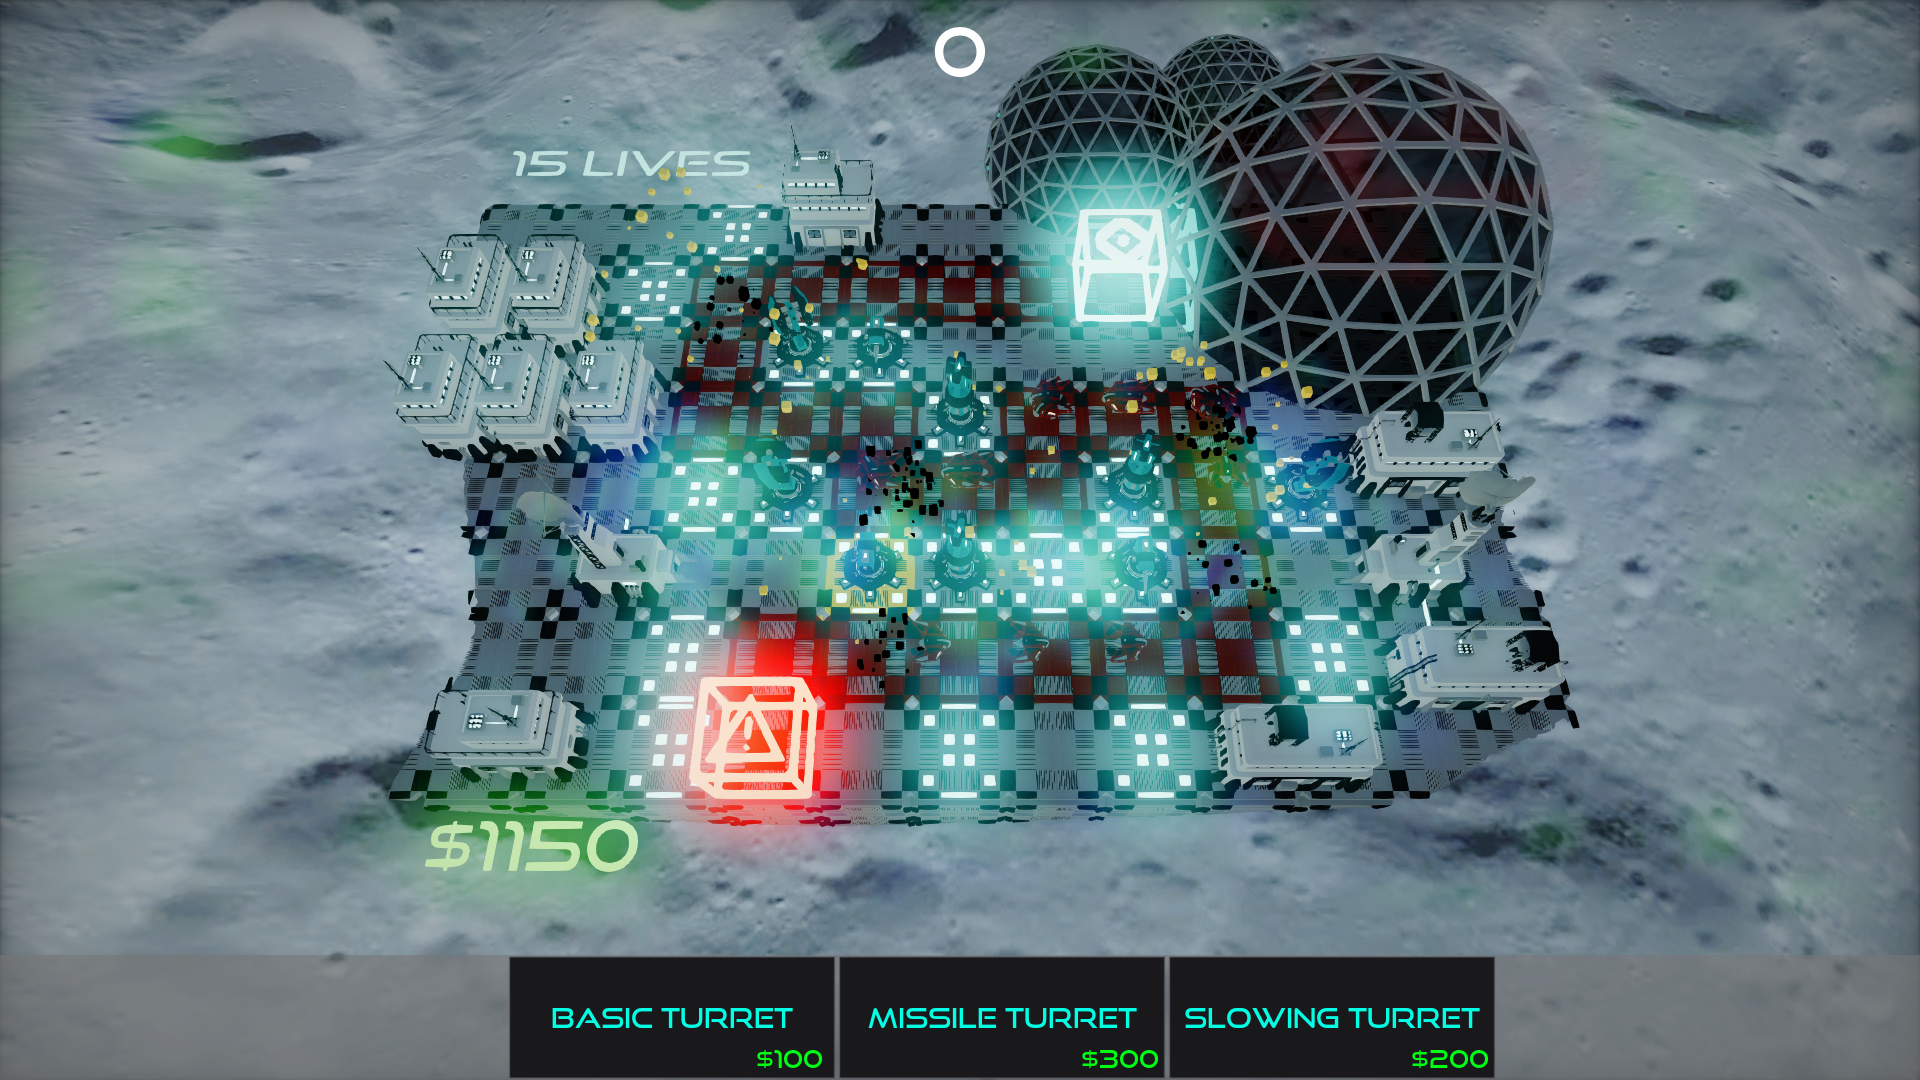 15 LIVES
$1150
BASIC TURRET
$100
MISSILE TURRET
$300
SLOWING TURRET
$200